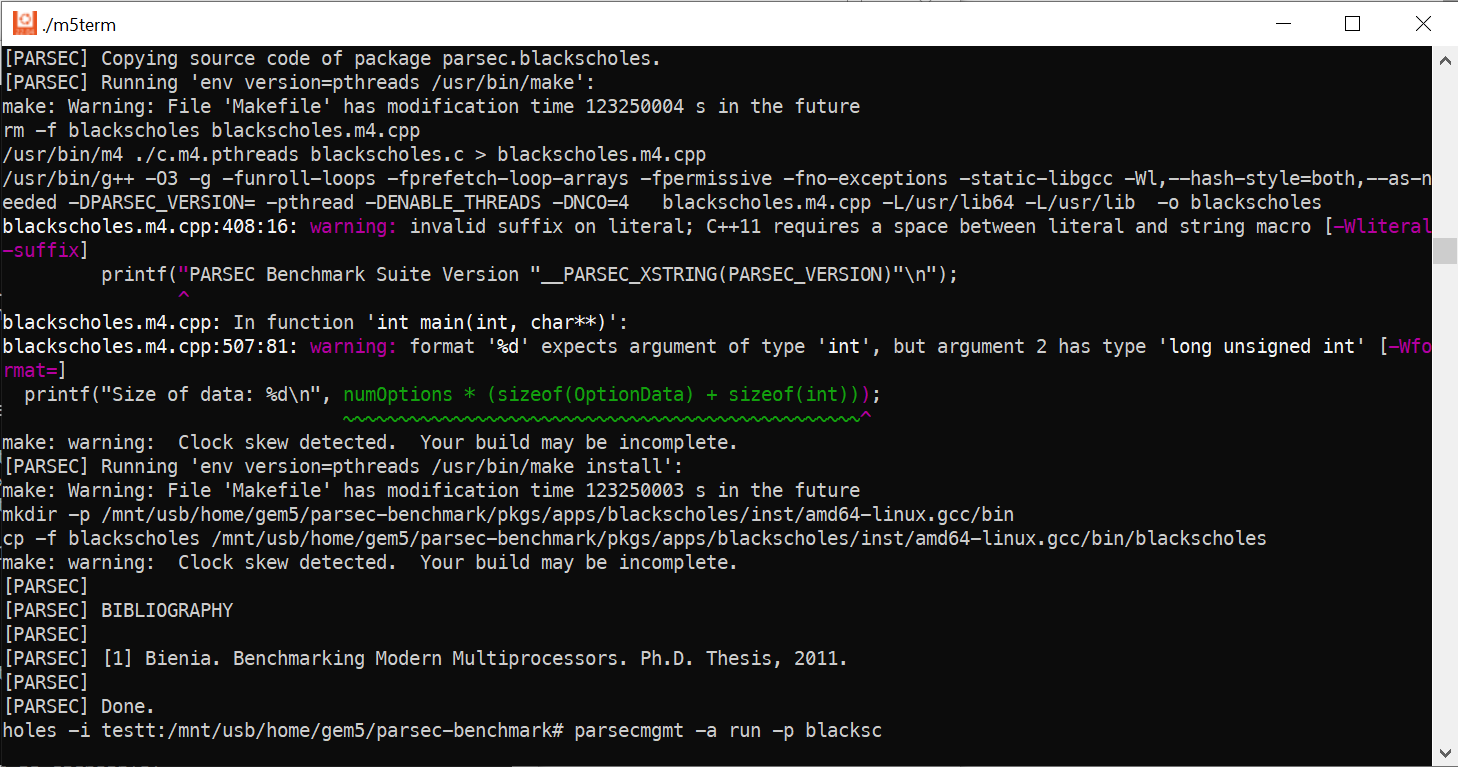 ./m5term
[PARSEC] Copying source code of package parsec.blackscholes.
[PARSEC] Running 'env version=pthreads /usr/bin/make':
make: Warning: File 'Makefile' has modification time 123250004 s in the future
rm -f blackscholes blackscholes.m4.cpp
/usr/bin/m4 ./c.m4.pthreads blackscholes.c > blackscholes.m4.cpp
/usr/bin/g++ -O3 -g -funroll-loops -fprefetch-loop-arrays -fpermissive -fno-exceptions -static-libgcc -Wl,--hash-style=both,--as-n
eeded -DPARSEC_VERSION= -pthread -DENABLE_THREADS -DNCO=4   blackscholes.m4.cpp -L/usr/lib64 -L/usr/lib  -o blackscholes
blackscholes.m4.cpp:408:16: warning: invalid suffix on literal; C++11 requires a space between literal and string macro [-Wliteral
-suffix]
         printf("PARSEC Benchmark Suite Version "__PARSEC_XSTRING(PARSEC_VERSION)"\n");
                ^
blackscholes.m4.cpp: In function 'int main(int, char**)':
blackscholes.m4.cpp:507:81: warning: format '%d' expects argument of type 'int', but argument 2 has type 'long unsigned int' [-Wfo
rmat=]
  printf("Size of data: %d\n", numOptions * (sizeof(OptionData) + sizeof(int)));
                               ~~~~~~~~~~~~~~~~~~~~~~~~~~~~~~~~~~~~~~~~~~~~~~~^
make: warning:  Clock skew detected.  Your build may be incomplete.
[PARSEC] Running 'env version=pthreads /usr/bin/make install':
make: Warning: File 'Makefile' has modification time 123250003 s in the future
mkdir -p /mnt/usb/home/gem5/parsec-benchmark/pkgs/apps/blackscholes/inst/amd64-linux.gcc/bin
cp -f blackscholes /mnt/usb/home/gem5/parsec-benchmark/pkgs/apps/blackscholes/inst/amd64-linux.gcc/bin/blackscholes
make: warning:  Clock skew detected.  Your build may be incomplete.
[PARSEC]
[PARSEC] BIBLIOGRAPHY
[PARSEC]
[PARSEC] [1] Bienia. Benchmarking Modern Multiprocessors. Ph.D. Thesis, 2011.
[PARSEC]
[PARSEC] Done.
holes -i testt:/mnt/usb/home/gem5/parsec-benchmark# parsecmgmt -a run -p blacksc